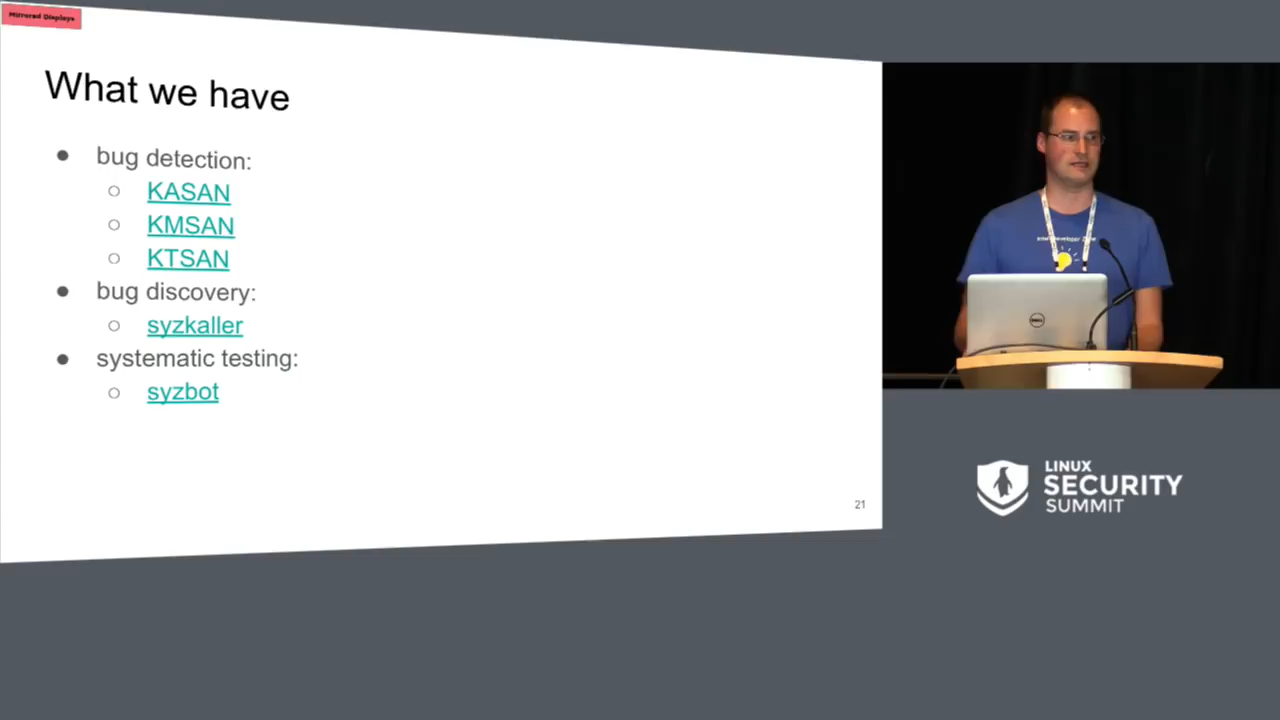 Mirrored Displays
What we have
● bug detection:
○ KASAN
○ KMSAN
○ KTSAN
● bug discovery:
○ syzkaller
● systematic testing:
○ syzbot
21
DELL
LINUX
SECURITY
SUMMIT